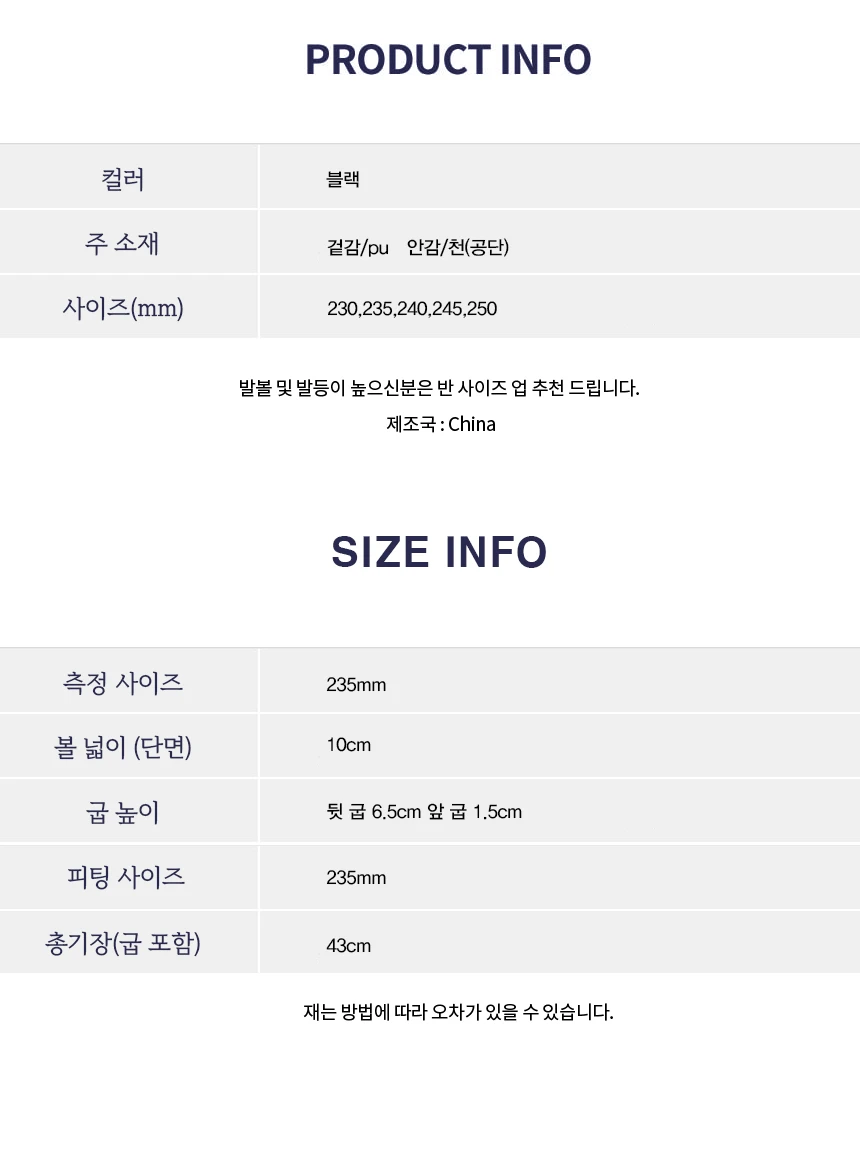 PRODUCT INFO
컬러 블랙
주 소재 겉감/pu 안감/천(공단)
사이즈(mm) 230,235,240,245,250
발볼 및 발등이 높으신분은 반 사이즈 업 추천 드립니다.
제조국 : China
SIZE INFO
측정 사이즈 235mm
볼 넓이 (단면) 10cm
굽 높이 뒷 굽 6.5cm 앞 굽 1.5cm
피팅 사이즈 235mm
총기장(굽 포함) 43cm
재는 방법에 따라 오차가 있을 수 있습니다.